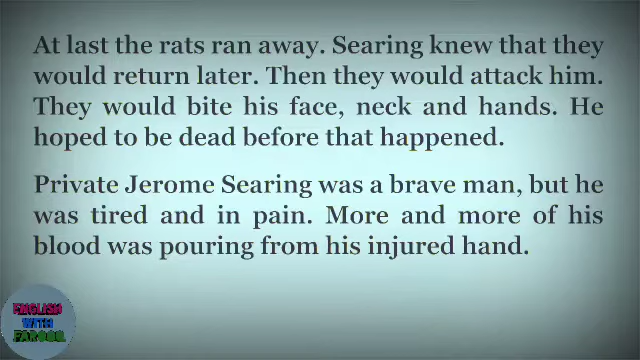 At last the rats ran away. Searing knew that they
would return later. Then they would attack him.
They would bite his face, neck and hands. He
hoped to be dead before that happened.
Private Jerome Searing was a brave man, but he
was tired and in pain. More and more of his
blood was pouring from his injured hand.
ENGLISH
WITH
FAROOQ